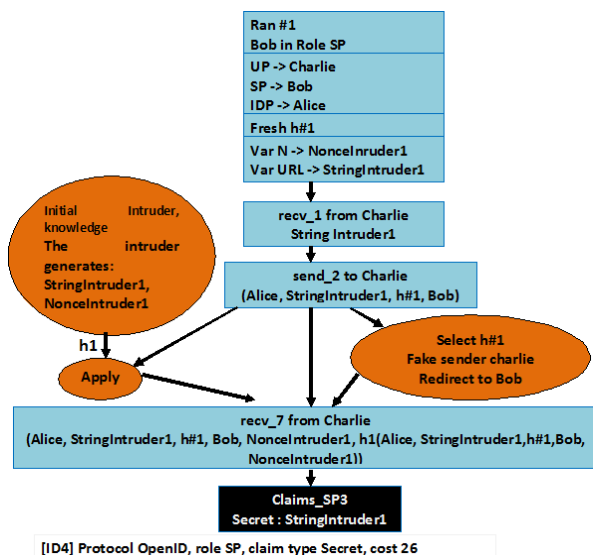 Ran #1
Bob in Role SP
UP -> Charlie
SP -> Bob
IDP -> Alice
Fresh h#1
Var N -> NonceInruder1
Var URL -> StringIntruder1
recv_1 from Charlie
String Intruder1
Initial Intruder,
knowledge
The intruder
generates:
StringIntruder1,
NonceIntruder1
send_2 to Charlie
(Alice, StringIntruder1, h#1, Bob)
h1
Apply
Select h#1
Fake sender charlie
Redirect to Bob
recv_7 from Charlie
(Alice, StringIntruder1, h#1, Bob, NonceIntruder1, h1(Alice, StringIntruder1,h#1,Bob,
NonceIntruder1))
Claims_SP3
Secret : StringIntruder1
[ID4] Protocol OpenID, role SP, claim type Secret, cost 26